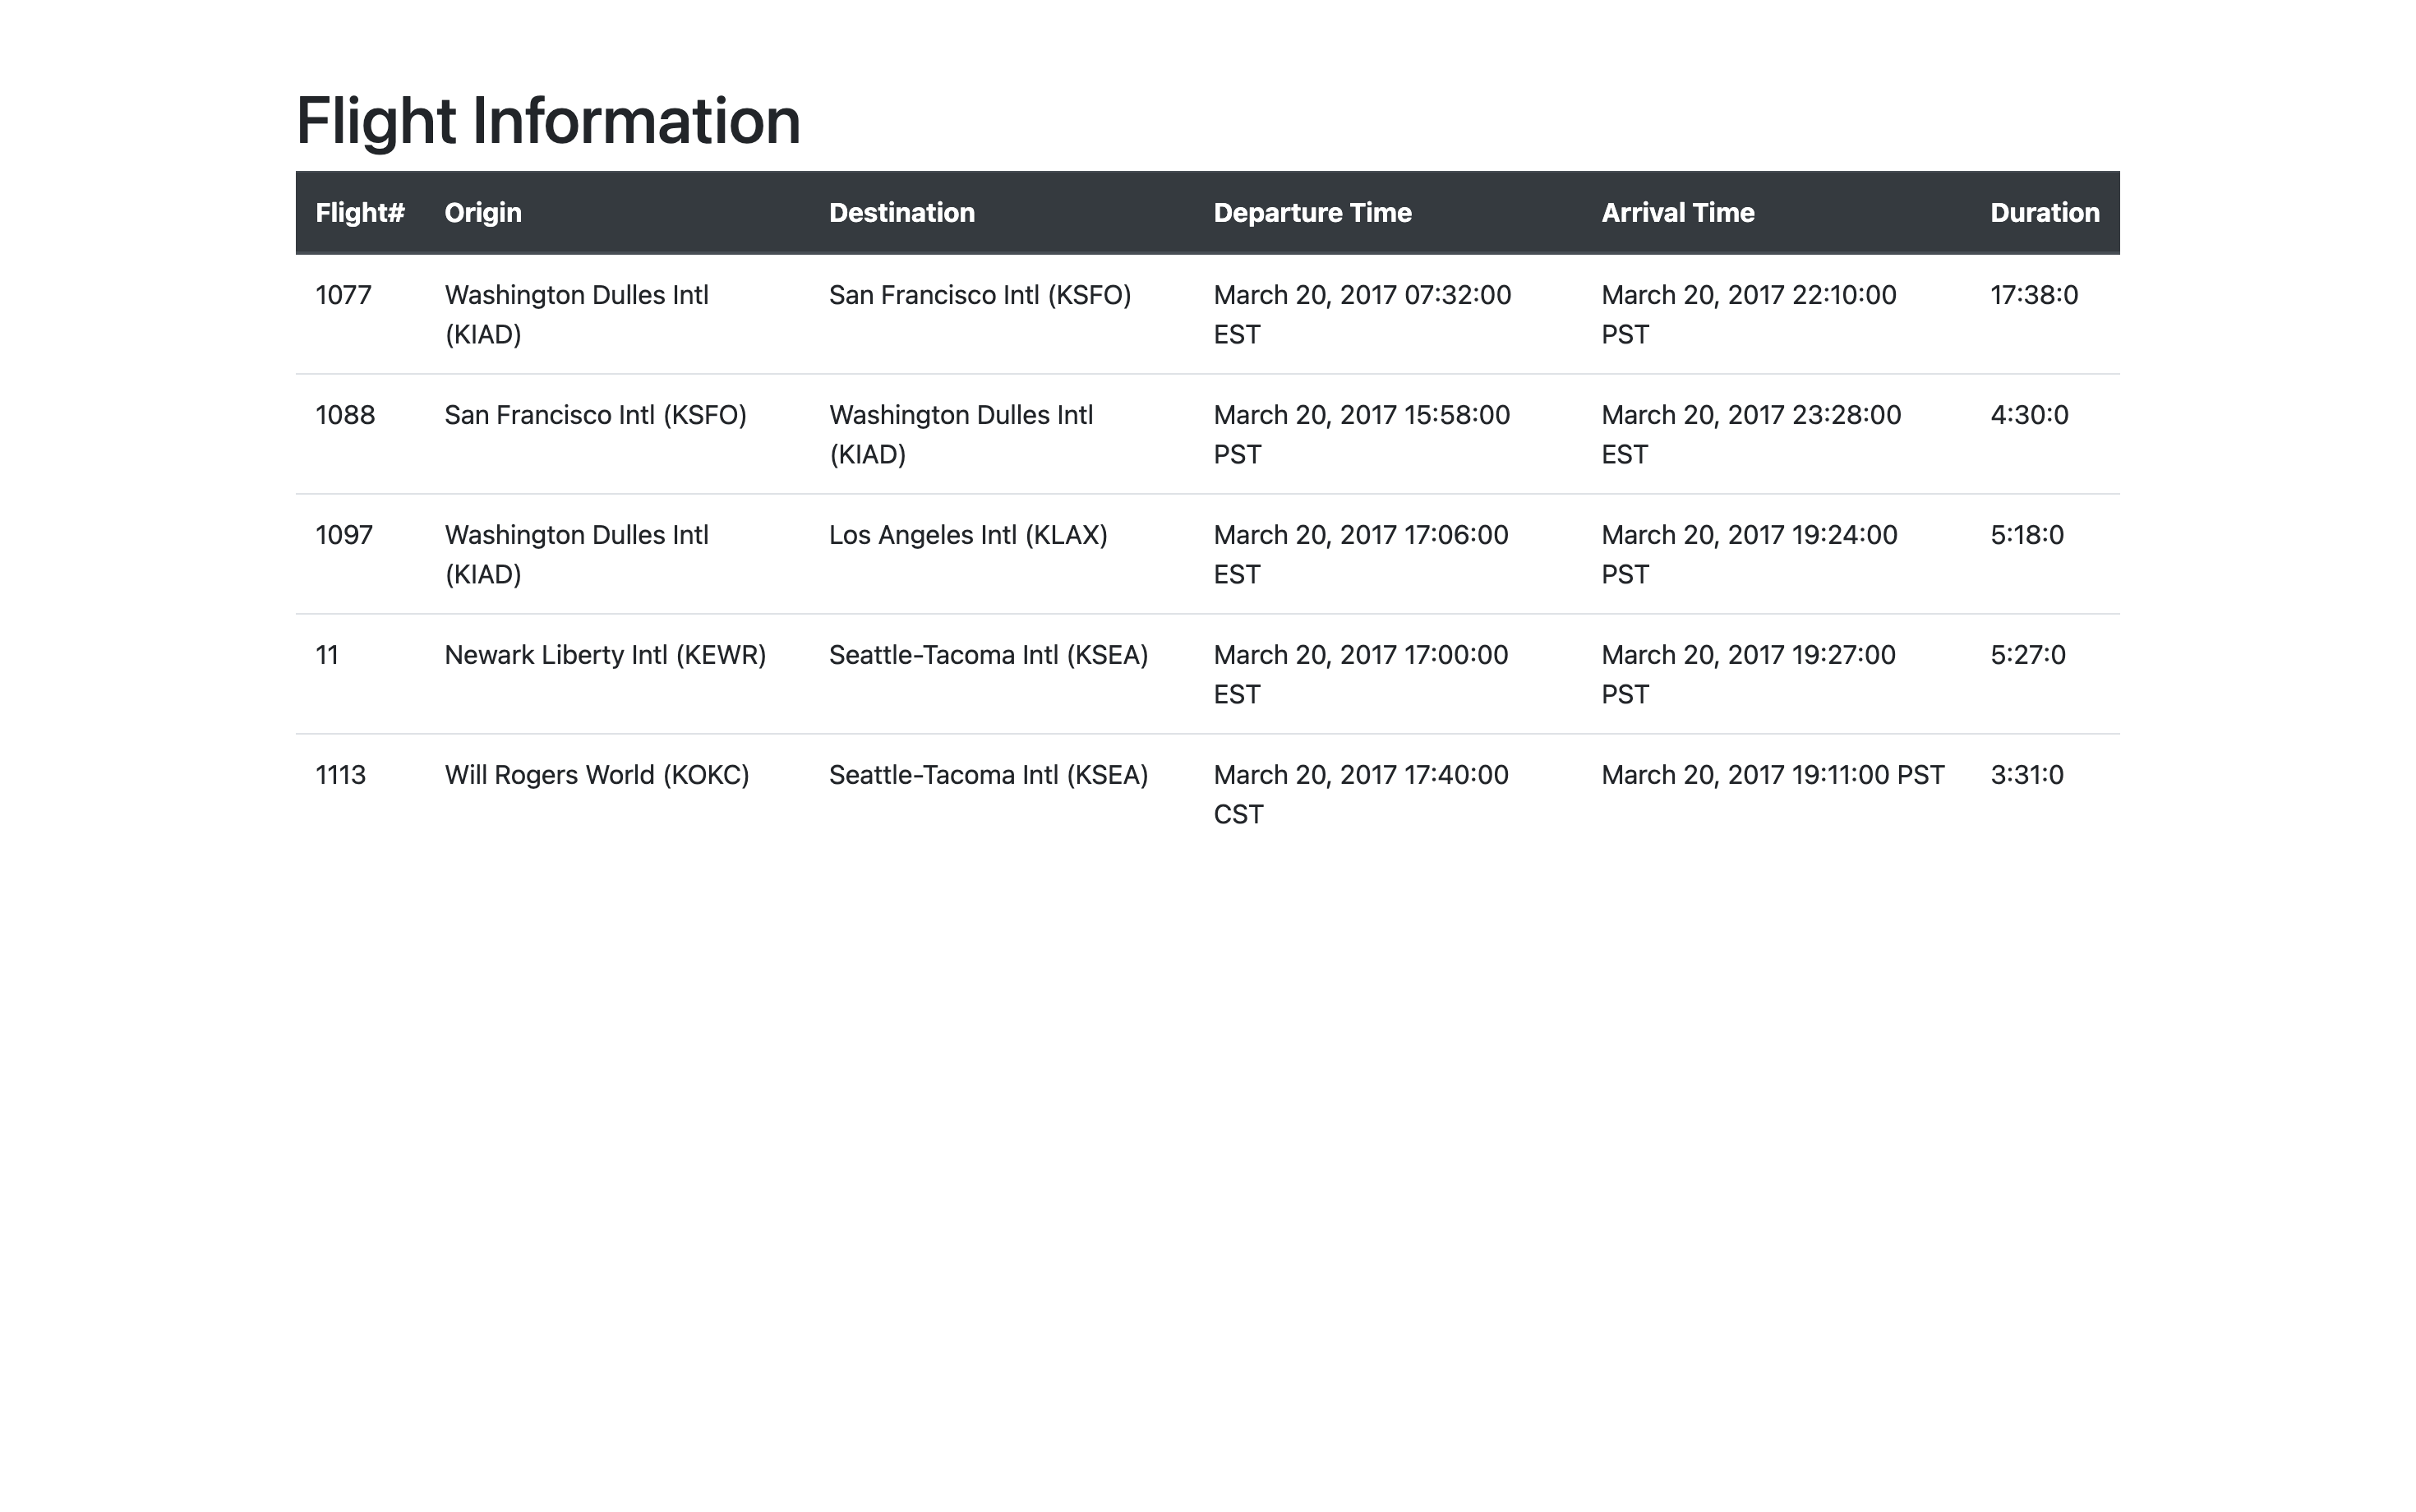 Flight Information
Flight# Origin Destination Departure Time Arrival Time Duration
1077 Washington Dulles Intl San Francisco Intl (KSFO) March 20, 2017 07:32:00 March 20, 2017 22:10:00 17:38:0
(KIAD) EST PST
1088 San Francisco Intl (KSFO) Washington Dulles Intl March 20, 2017 15:58:00 March 20, 2017 23:28:00 4:30:0
(KIAD) PST EST
1097 Washington Dulles Intl Los Angeles Intl (KLAX) March 20, 2017 17:06:00 March 20, 2017 19:24:00 5:18:0
(KIAD) EST PST
11 Newark Liberty Intl (KEWR) Seattle-Tacoma Intl (KSEA) March 20, 2017 17:00:00 March 20, 2017 19:27:00 5:27:0
EST PST
1113 Will Rogers World (KOKC) Seattle-Tacoma Intl (KSEA) March 20, 2017 17:40:00 March 20, 2017 19:11:00 PST 3:31:0
CST